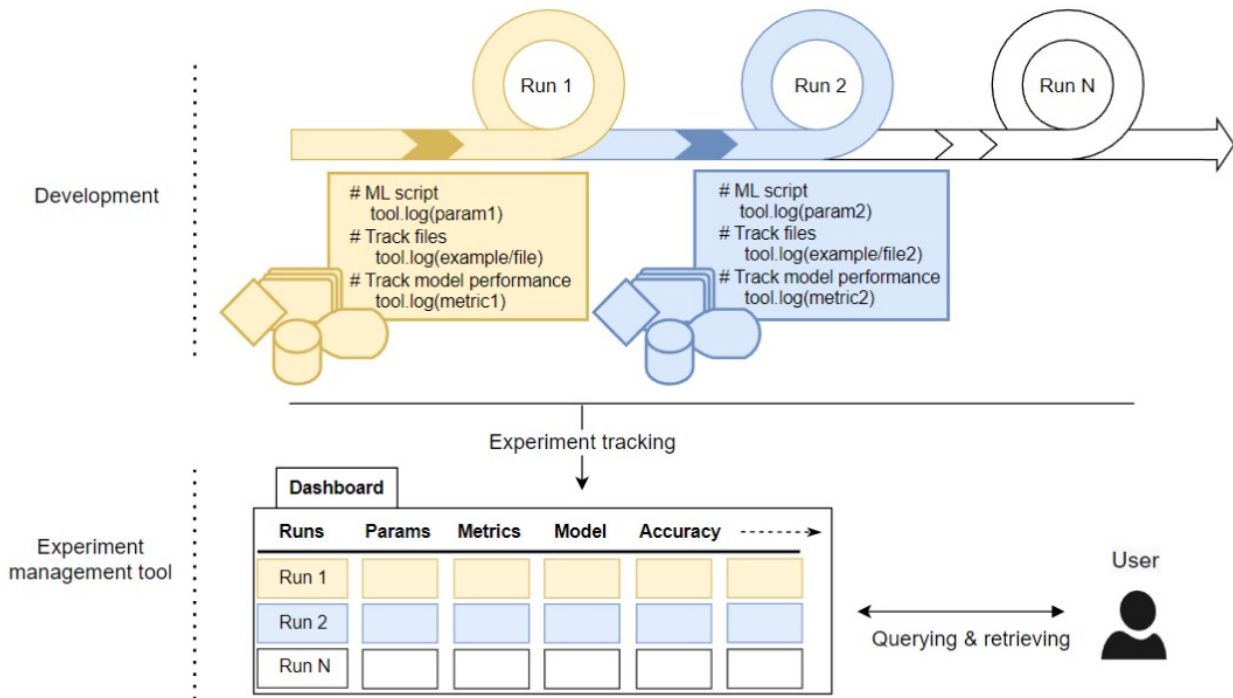 Run 1
Run 2
Run N
Development
# ML script
tool.log(param1)
# Track files
tool.log(example/file)
# Track model performance
tool.log(metric1)
# ML script
tool.log(param2)
# Track files
tool.log(example/file2)
# Track model performance
tool.log(metric2)
Experiment tracking
Experiment
management tool
Dashboard
Runs Params Metrics Model Accuracy
Run 1
Run 2
Run N
User
Querying & retrieving